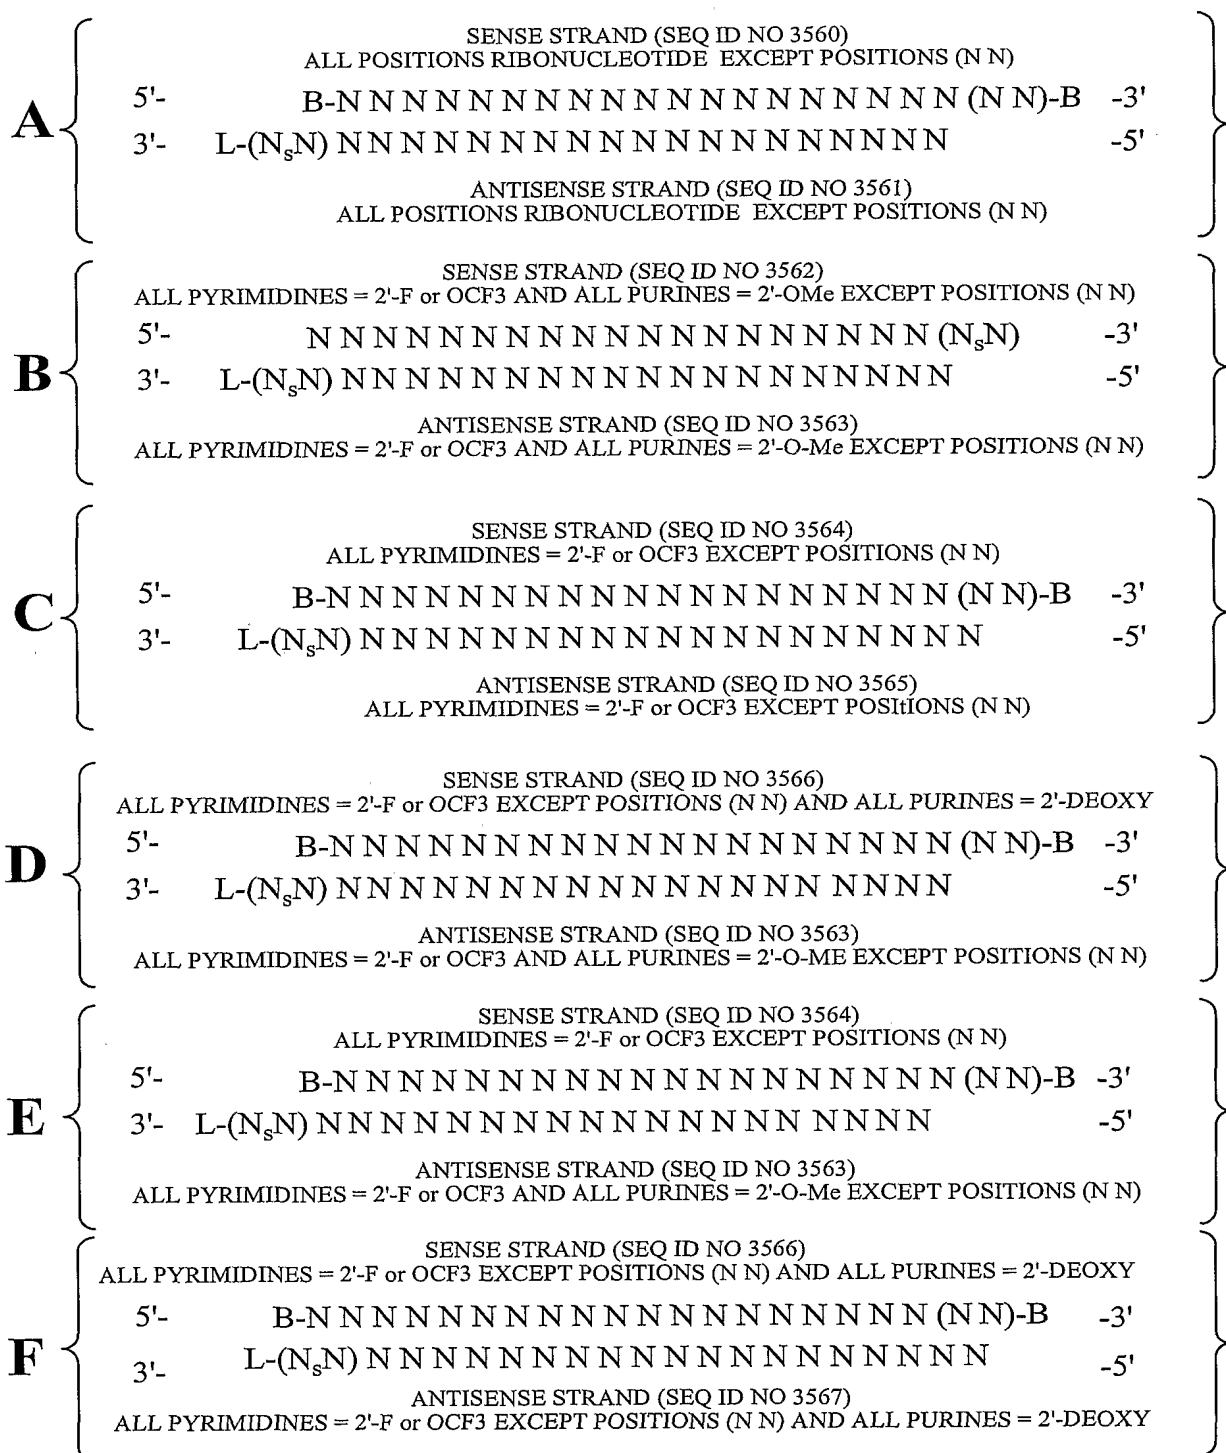 SENSE STRAND (SEQ ID NO 3560)
ALL POSITIONS RIBONUCLEOTIDE EXCEPT POSITIONS (N N)
A
5'- B-N N N N N N N N N N N N N N N N N N N (N N)-B -3'
3'- L-(NsN) N N N N N N N N N N N N N N N N N N N -5'
ANTISENSE STRAND (SEQ ID NO 3561)
ALL POSITIONS RIBONUCLEOTIDE EXCEPT POSITIONS (N N)
SENSE STRAND (SEQ ID NO 3562)
ALL PYRIMIDINES = 2'-F or OCF3 AND ALL PURINES = 2'-OMe EXCEPT POSITIONS (N N)
B
5'- N N N N N N N N N N N N N N N N N N N (NsN) -3'
3'- L-(NsN) N N N N N N N N N N N N N N N N N N N -5'
ANTISENSE STRAND (SEQ ID NO 3563)
ALL PYRIMIDINES = 2'-F or OCF3 AND ALL PURINES = 2'-O-Me EXCEPT POSITIONS (N N)
SENSE STRAND (SEQ ID NO 3564)
ALL PYRIMIDINES = 2'-F or OCF3 EXCEPT POSITIONS (N N)
C
5'- B-N N N N N N N N N N N N N N N N N N N (N N)-B -3'
3'- L-(NsN) N N N N N N N N N N N N N N N N N N N -5'
ANTISENSE STRAND (SEQ ID NO 3565)
ALL PYRIMIDINES = 2'-F or OCF3 EXCEPT POSItIONS (N N)
SENSE STRAND (SEQ ID NO 3566)
ALL PYRIMIDINES = 2'-F or OCF3 EXCEPT POSITIONS (N N) AND ALL PURINES = 2'-DEOXY
D
5'- B-N N N N N N N N N N N N N N N N N N N (N N)-B -3'
3'- L-(NsN) N N N N N N N N N N N N N N N N N N N -5'
ANTISENSE STRAND (SEQ ID NO 3563)
ALL PYRIMIDINES = 2'-F or OCF3 AND ALL PURINES = 2'-O-ME EXCEPT POSITIONS (N N)
SENSE STRAND (SEQ ID NO 3564)
ALL PYRIMIDINES = 2'-F or OCF3 EXCEPT POSITIONS (N N)
E
5'- B-N N N N N N N N N N N N N N N N N N N (N N)-B -3'
3'- L-(NsN) N N N N N N N N N N N N N N N N N N N -5'
ANTISENSE STRAND (SEQ ID NO 3563)
ALL PYRIMIDINES = 2'-F or OCF3 AND ALL PURINES = 2'-O-Me EXCEPT POSITIONS (N N)
SENSE STRAND (SEQ ID NO 3566)
ALL PYRIMIDINES = 2'-F or OCF3 EXCEPT POSITIONS (N N) AND ALL PURINES = 2'-DEOXY
F
5'- B-N N N N N N N N N N N N N N N N N N N (N N)-B -3'
3'- L-(NsN) N N N N N N N N N N N N N N N N N N N -5'
ANTISENSE STRAND (SEQ ID NO 3567)
ALL PYRIMIDINES = 2'-F or OCF3 EXCEPT POSITIONS (N N) AND ALL PURINES = 2'-DEOXY